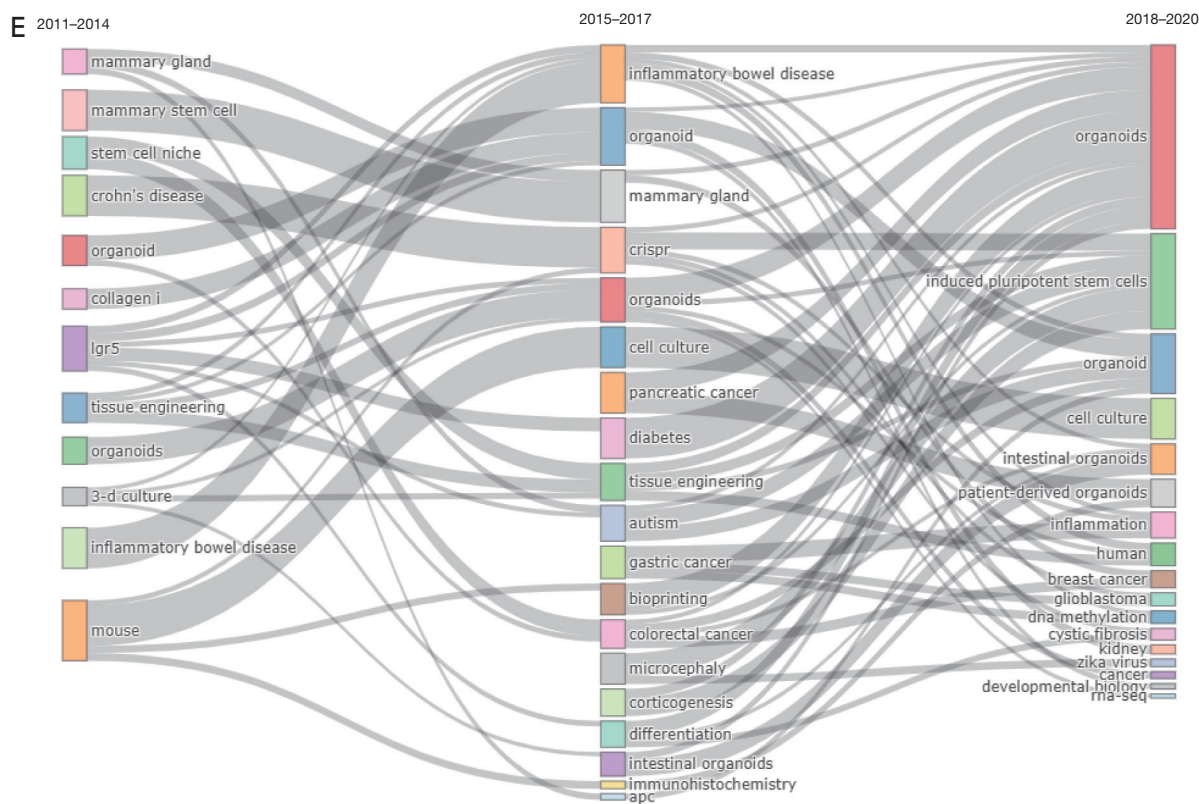 E
2011–2014
2015–2017
2018–2020
mammary gland
mammary stem cell
stem cell niche
crohn's disease
organoid
collagen i
lgr5
tissue engineering
organoids
3-d culture
inflammatory bowel disease
mouse
inflammatory bowel disease
organoid
mammary gland
crispr
organoids
cell culture
pancreatic cancer
diabetes
tissue engineering
autism
gastric cancer
bioprinting
colorectal cancer
microcephaly
corticogenesis
differentiation
intestinal organoids
immunohistochemistry
apc
organoids
induced pluripotent stem cells
organoid
cell culture
intestinal organoids
patient-derived organoids
inflammation
human
breast cancer
glioblastoma
dna methylation
cystic fibrosis
kidney
zika virus
cancer
developmental biology
rna-seq